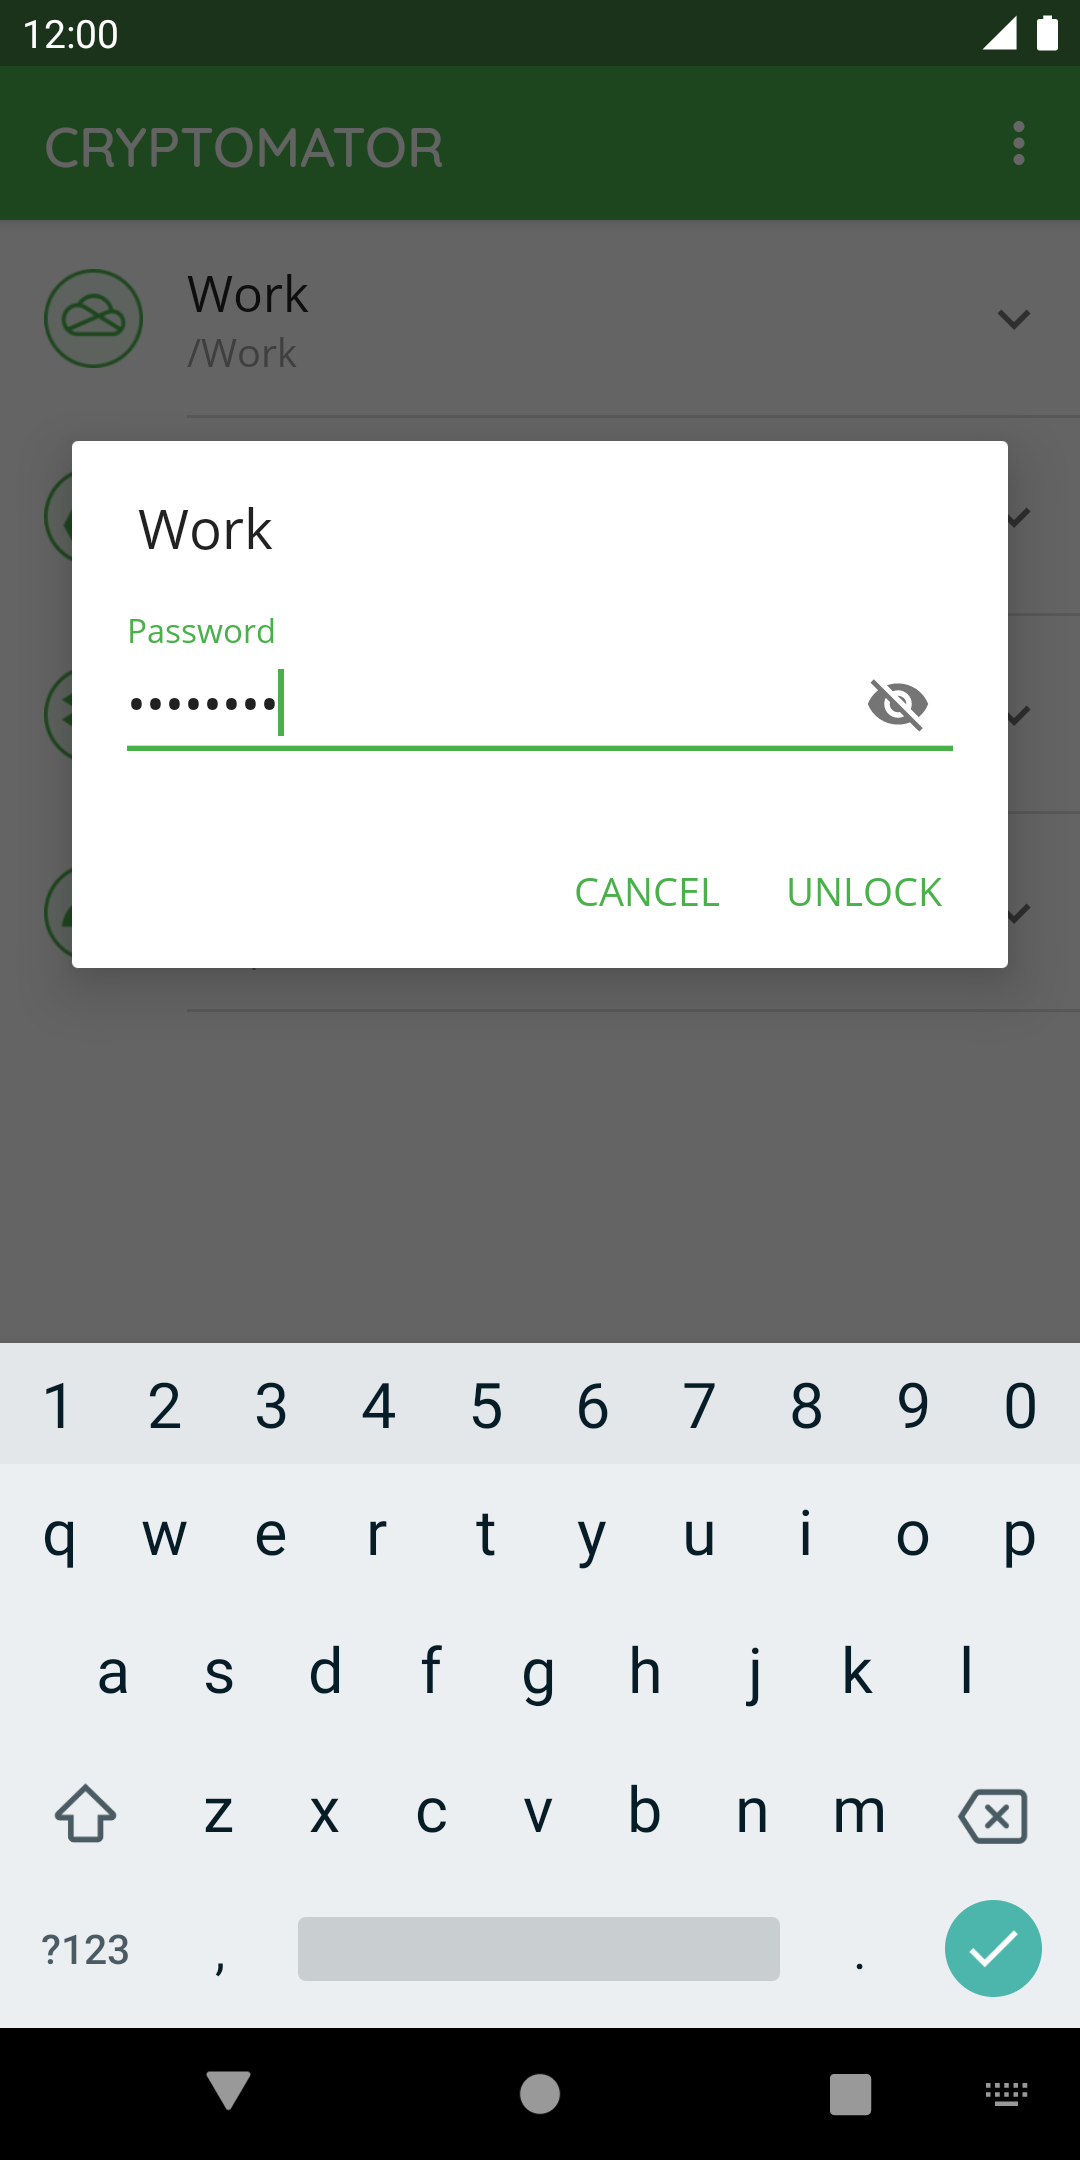 12:00
CRYPTOMATOR
Work
/Work
Work
Password
••••••••
CANCEL UNLOCK
1 2 3 4 5 6 7 8 9 0
q w e r t y u i o p
a s d f g h j k l
z x c v b n m
?123 , .